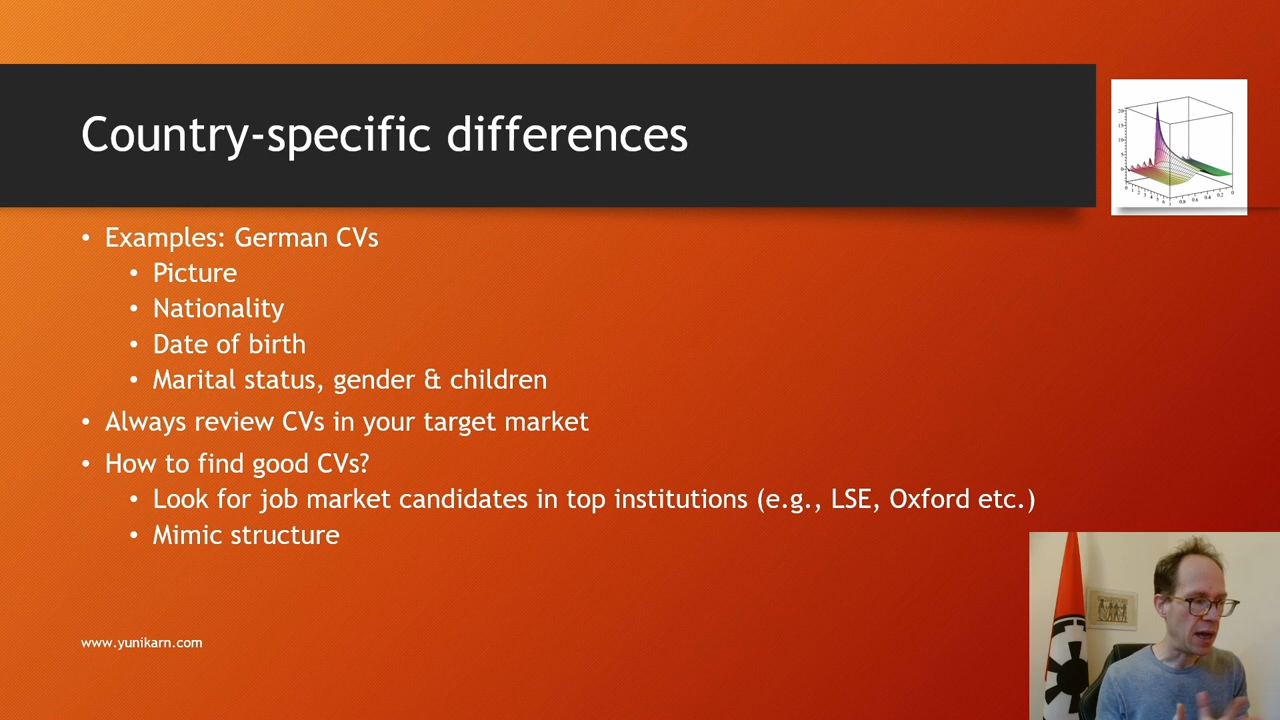 Country-specific differences
• Examples: German CVs
• Picture
• Nationality
• Date of birth
• Marital status, gender & children
• Always review CVs in your target market
• How to find good CVs?
• Look for job market candidates in top institutions (e.g., LSE, Oxford etc.)
• Mimic structure
www.yunikarn.com